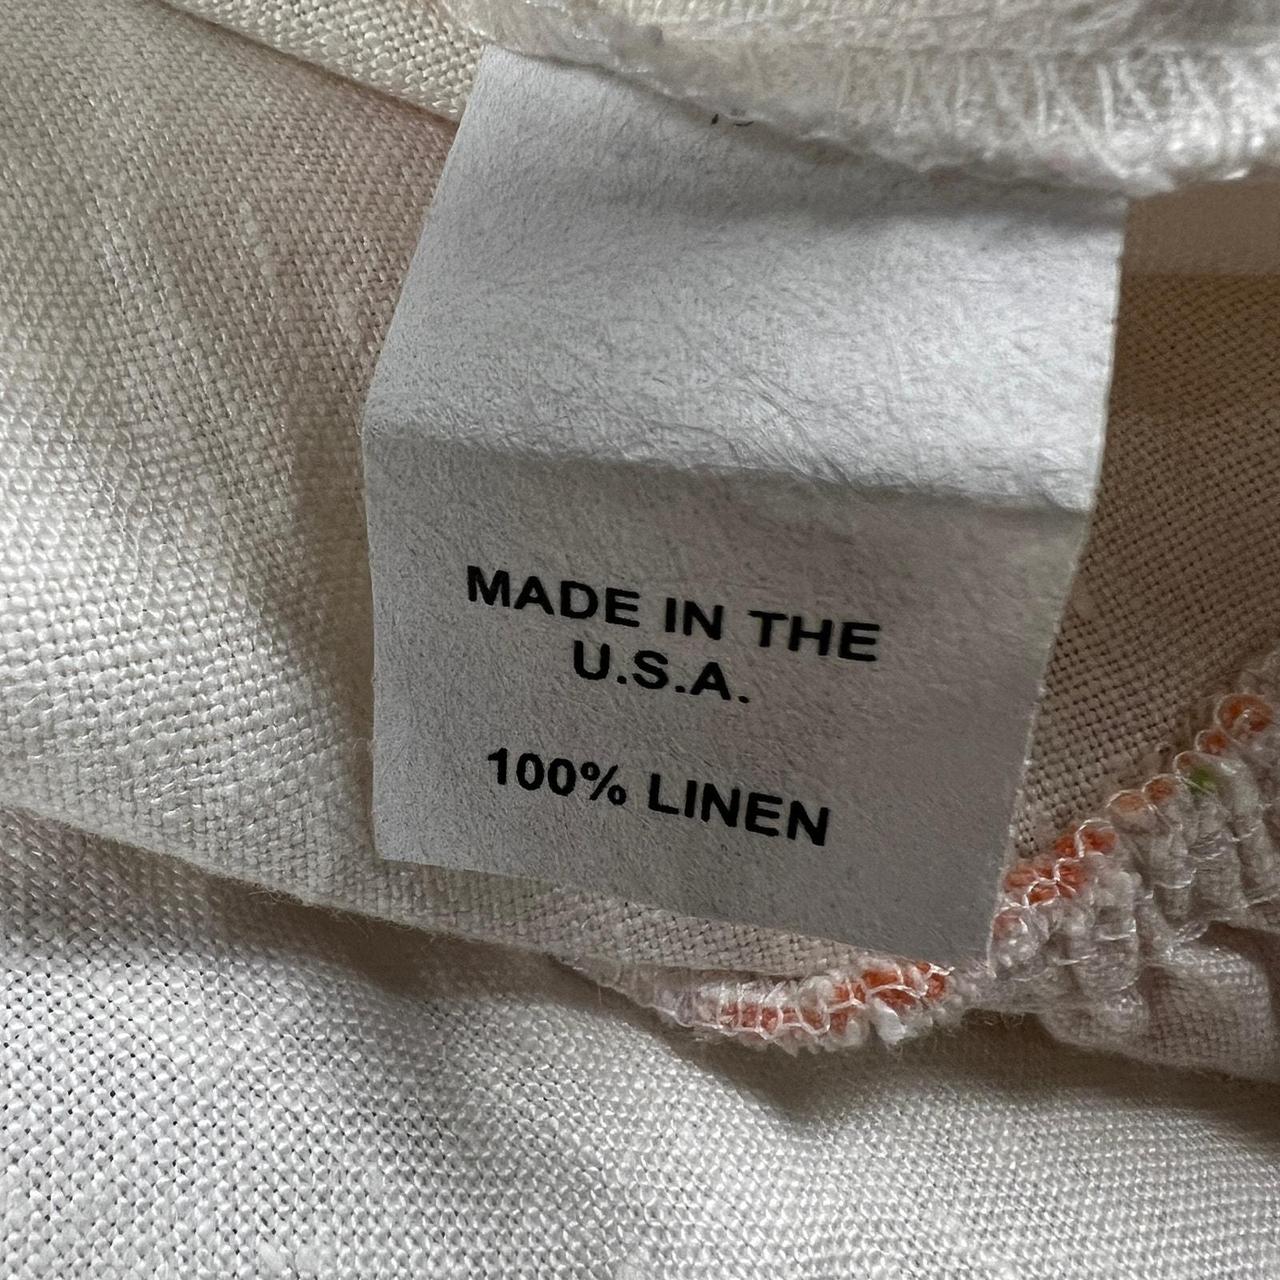 MADE IN THE
U.S.A.
100% LINEN